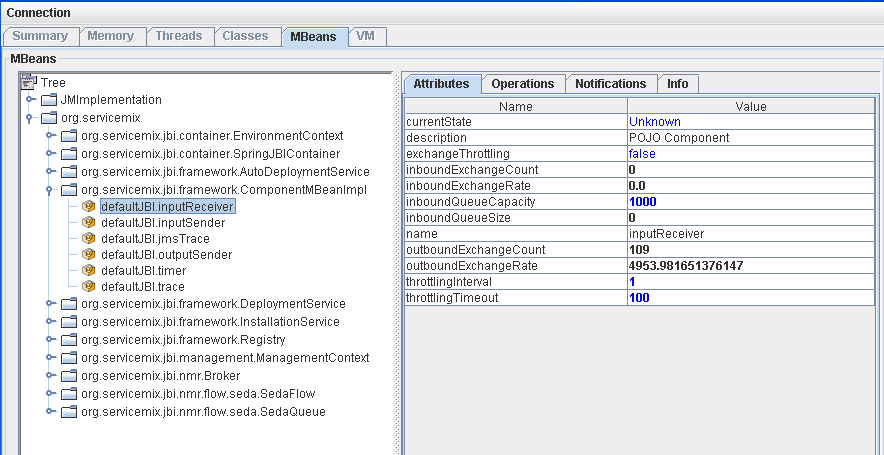 Connection
Summary Memory Threads Classes MBeans VM
MBeans
Tree
JMImplementation
org.servicemix
org.servicemix.jbi.container.EnvironmentContext
org.servicemix.jbi.container.SpringJBIContainer
org.servicemix.jbi.framework.AutoDeploymentService
org.servicemix.jbi.framework.ComponentMBeanImpl
defaultJBI.inputReceiver
defaultJBI.inputSender
defaultJBI.jmsTrace
defaultJBI.outputSender
defaultJBI.timer
defaultJBI.trace
org.servicemix.jbi.framework.DeploymentService
org.servicemix.jbi.framework.InstallationService
org.servicemix.jbi.framework.Registry
org.servicemix.jbi.management.ManagementContext
org.servicemix.jbi.nmr.Broker
org.servicemix.jbi.nmr.flow.seda.SedaFlow
org.servicemix.jbi.nmr.flow.seda.SedaQueue
Attributes Operations Notifications Info
Name Value
currentState Unknown
description POJO Component
exchangeThrottling false
inboundExchangeCount 0
inboundExchangeRate 0.0
inboundQueueCapacity 1000
inboundQueueSize 0
name inputReceiver
outboundExchangeCount 109
outboundExchangeRate 4953.981651376147
throttlingInterval 1
throttlingTimeout 100